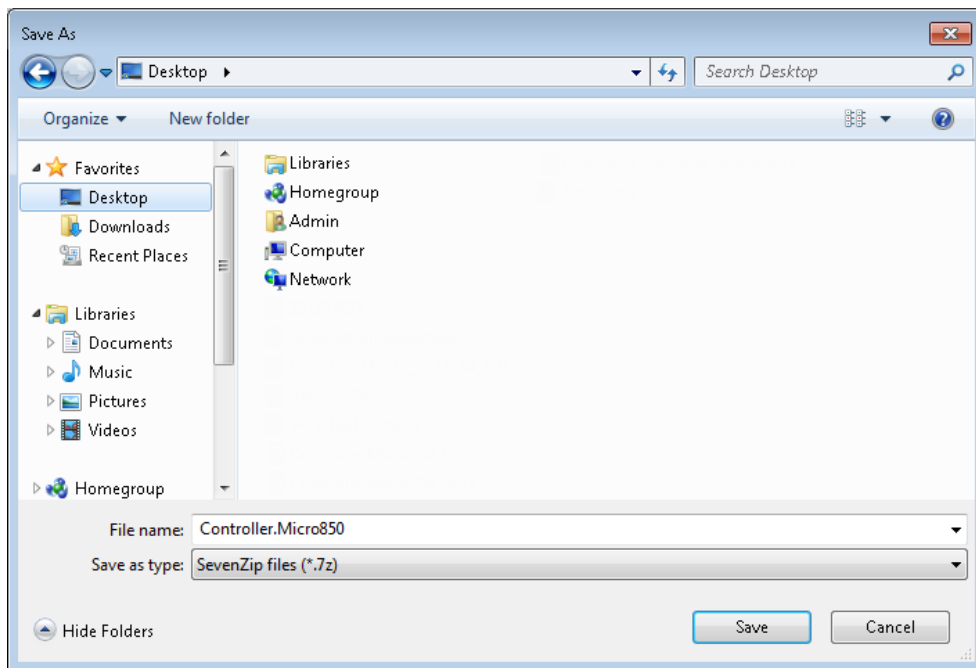 Save As
Desktop
Search Desktop
Organize
New folder
Favorites
Desktop
Downloads
Recent Places
Libraries
Documents
Music
Pictures
Videos
Homegroup
Libraries
Homegroup
Admin
Computer
Network
File name: Controller.Micro850
Save as type: SevenZip files (*.7z)
Hide Folders
Save
Cancel